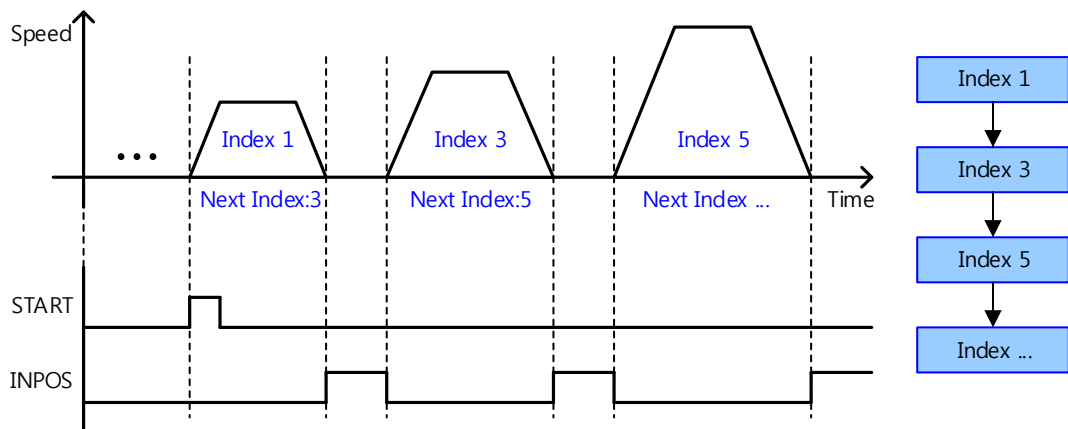 Speed
Index 1
Index 3
Index 5
...
Next Index:3
Next Index:5
Next Index ...
Time
START
INPOS
Index 1
Index 3
Index 5
Index ...